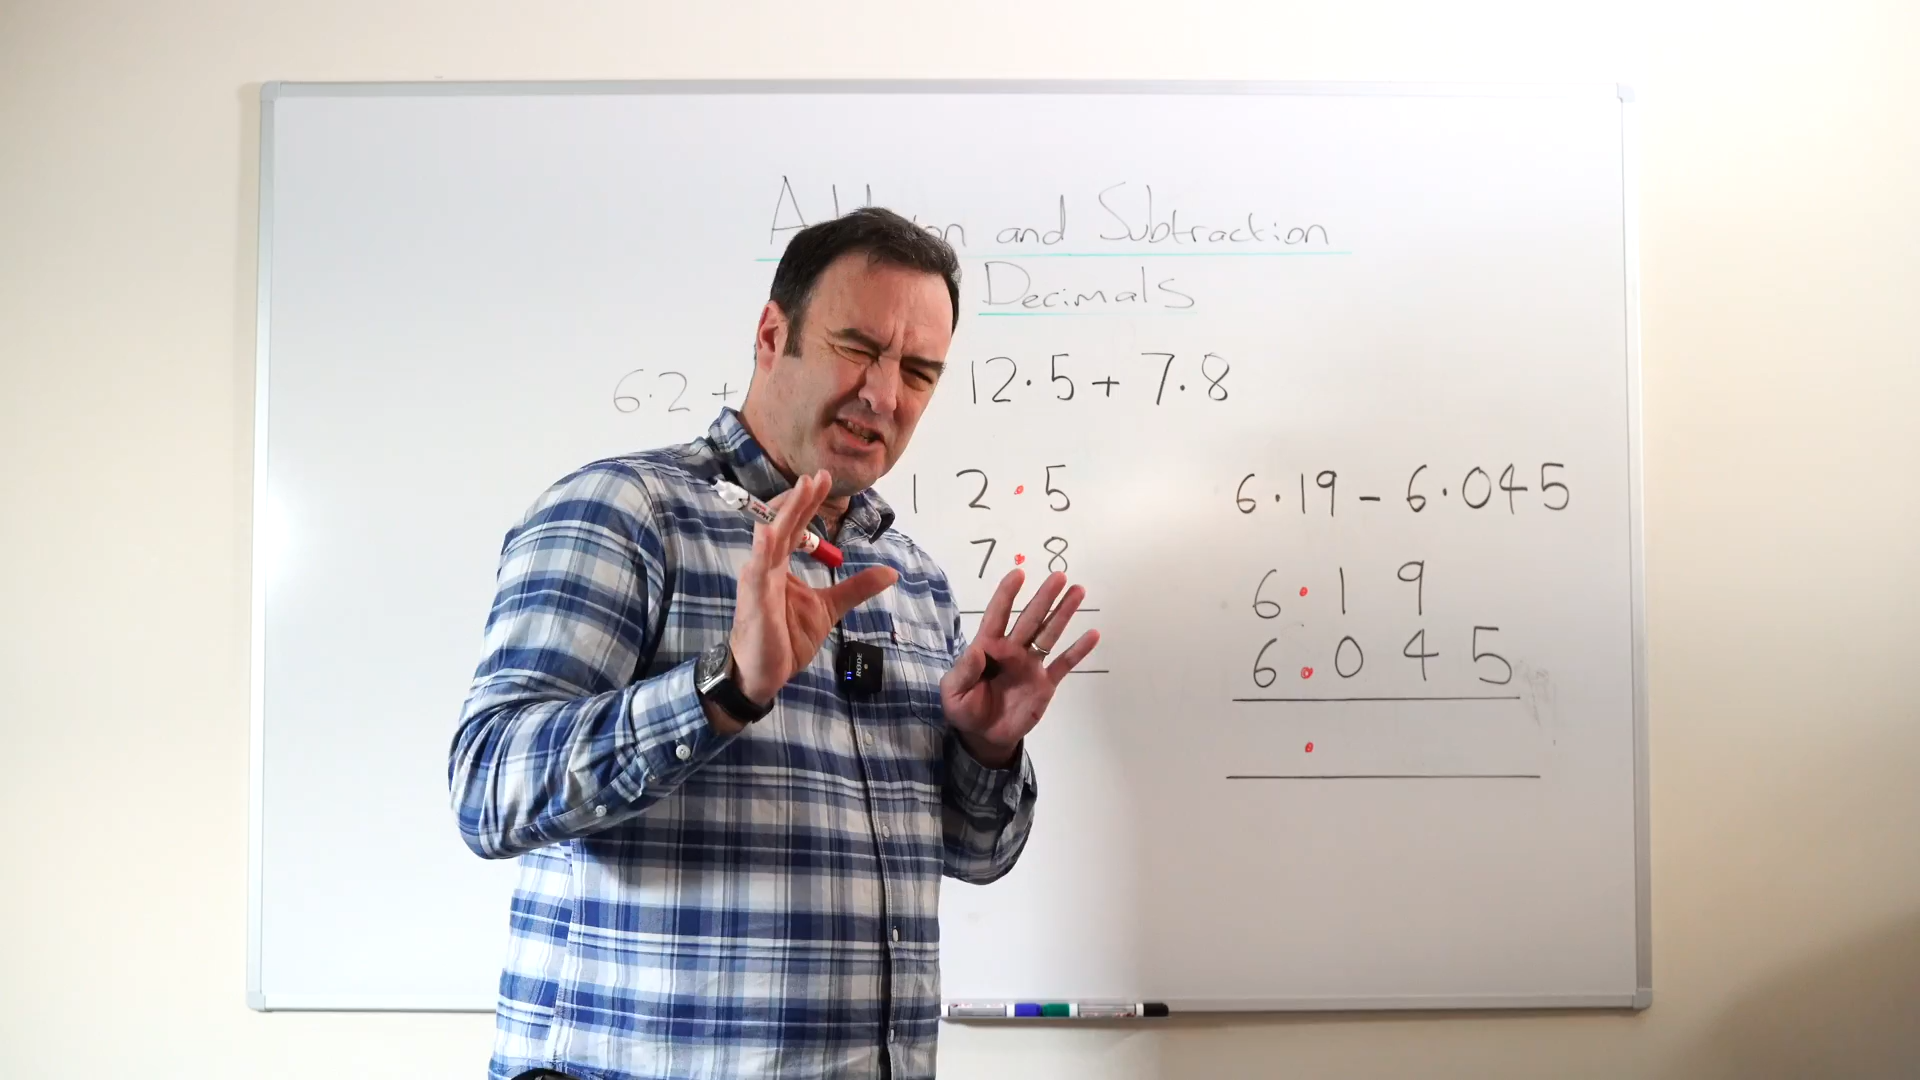 and Subtraction
Decimals
6·2 +
12·5 + 7·8
1 2·5
7·8
6·19 - 6·045
6·1 9
6·0 4 5
·
RØDE